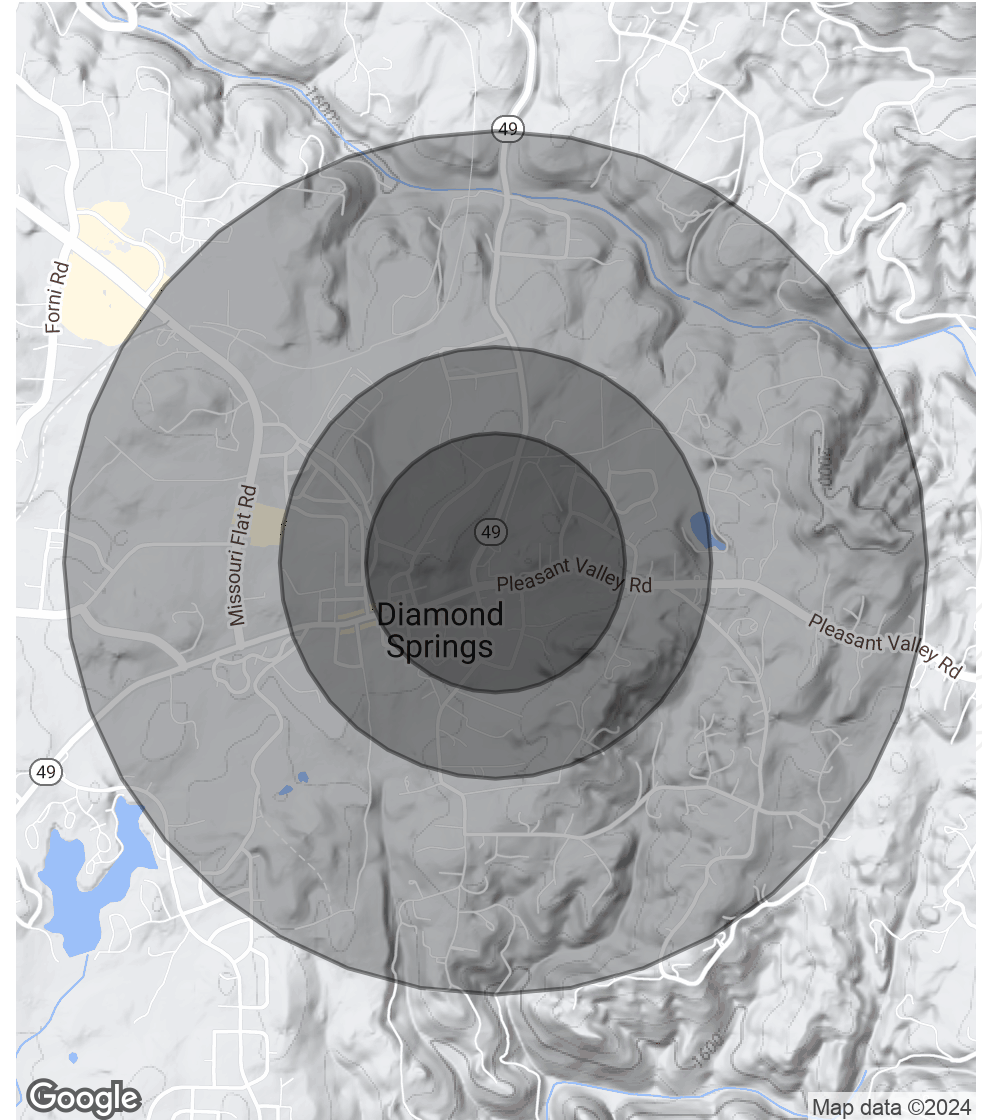 1600
49
Forni Rd
2000
Missouri Flat Rd
49
Pleasant Valley Rd
Diamond
Springs
Pleasant Valley Rd
49
1600
Google
Map data ©2024